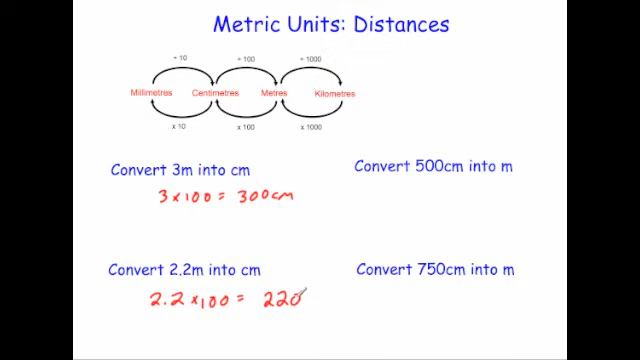 Metric Units: Distances
÷ 10 ÷ 100 ÷ 1000
Millimetres Centimetres Metres Kilometres
x 10 x 100 x 1000
Convert 3m into cm
3 x 100 = 300cm
Convert 500cm into m
Convert 2.2m into cm
2.2 x 100 = 220
Convert 750cm into m